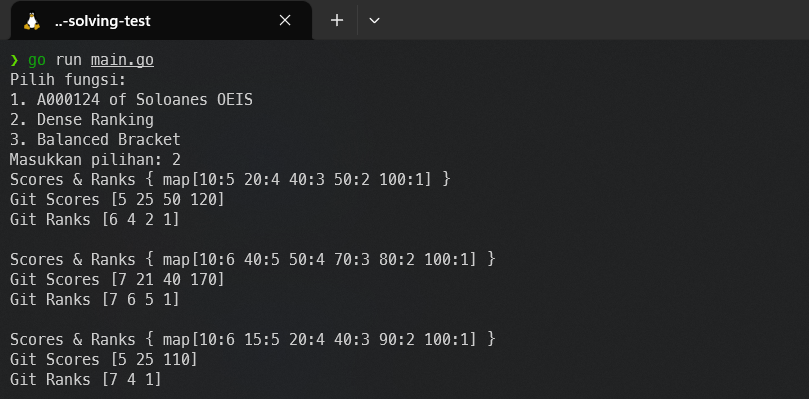 ..-solving-test
❯ go run main.go
Pilih fungsi:
1. A000124 of Soloanes OEIS
2. Dense Ranking
3. Balanced Bracket
Masukkan pilihan: 2
Scores & Ranks { map[10:5 20:4 40:3 50:2 100:1] }
Git Scores [5 25 50 120]
Git Ranks [6 4 2 1]
Scores & Ranks { map[10:6 40:5 50:4 70:3 80:2 100:1] }
Git Scores [7 21 40 170]
Git Ranks [7 6 5 1]
Scores & Ranks { map[10:6 15:5 20:4 40:3 90:2 100:1] }
Git Scores [5 25 110]
Git Ranks [7 4 1]